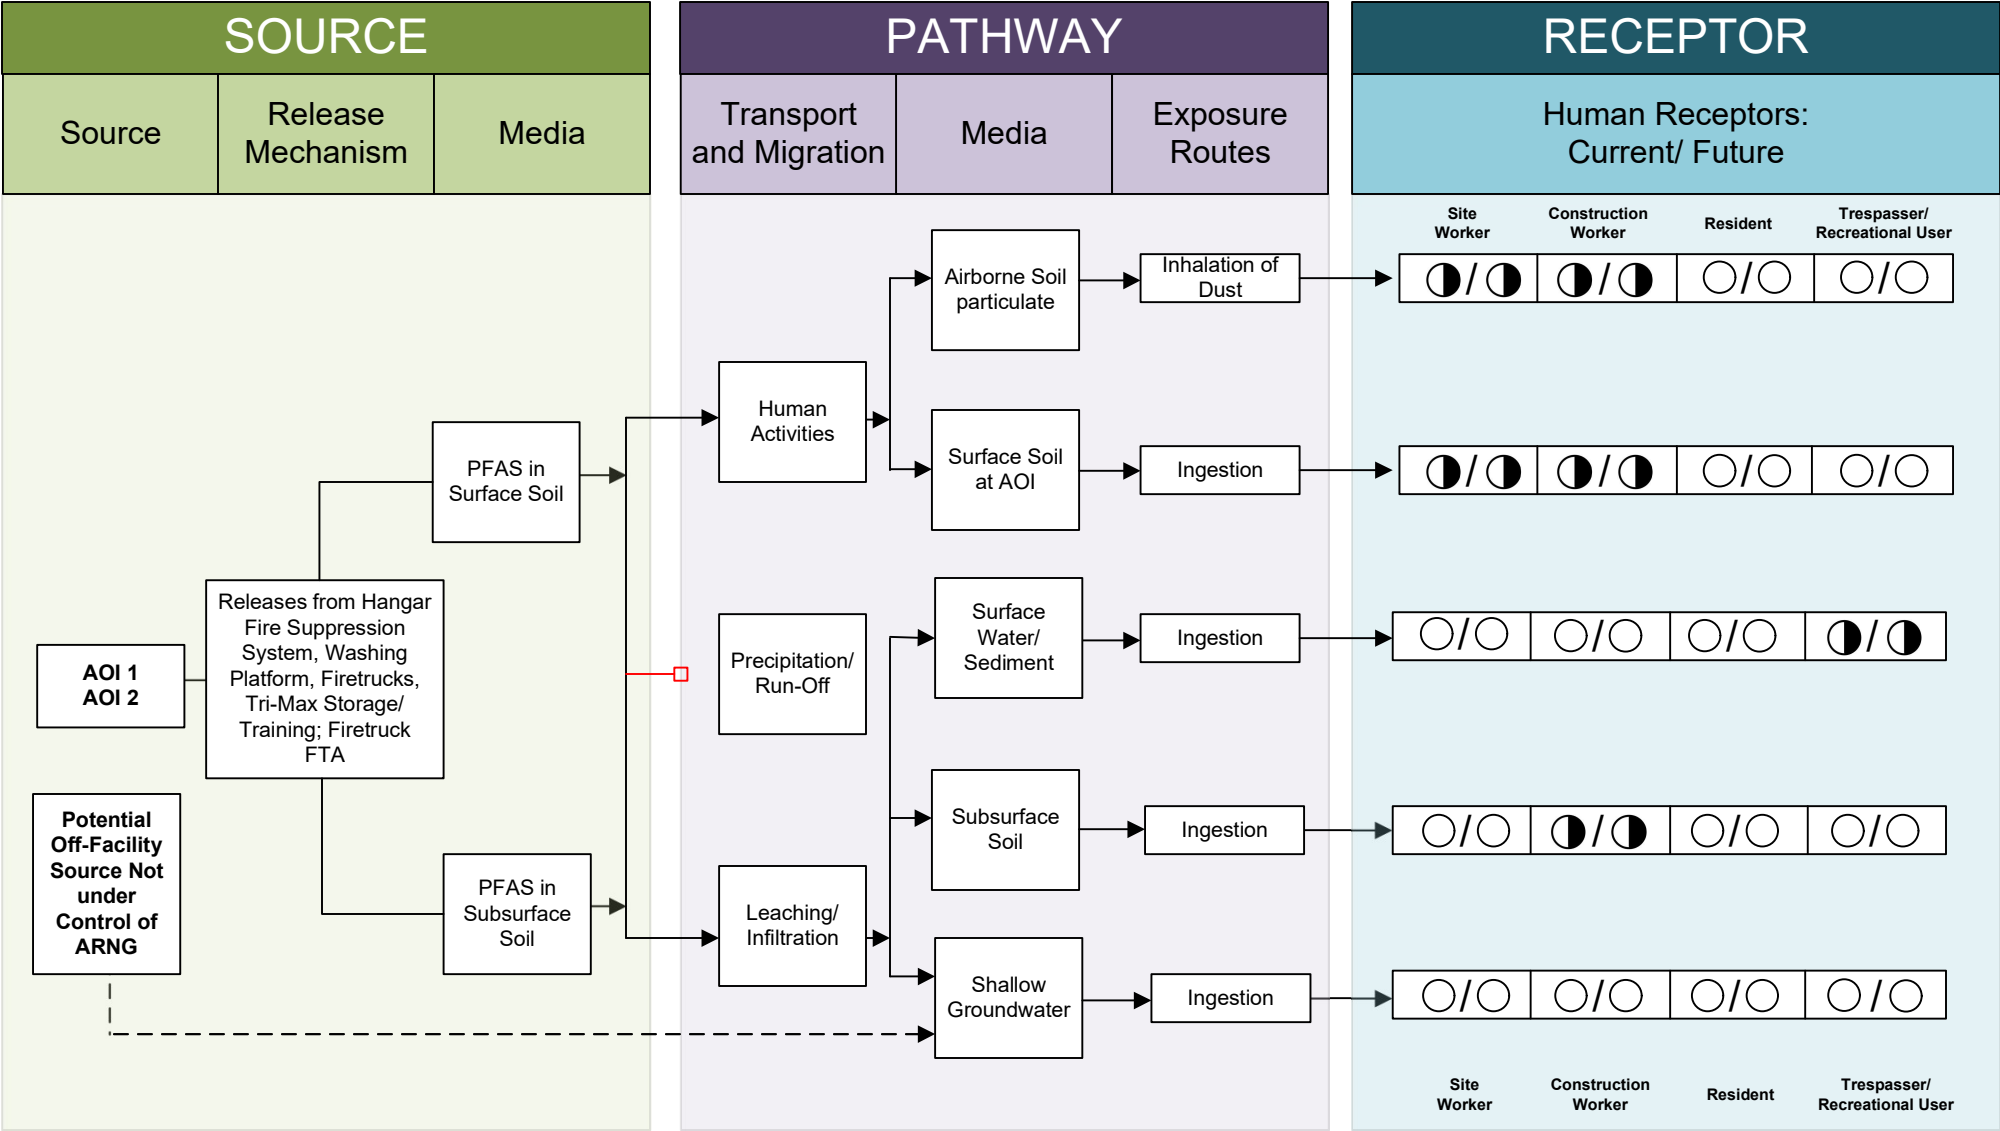 SOURCE
PATHWAY
RECEPTOR
Source
Release
Mechanism
Media
Transport
and Migration
Media
Exposure
Routes
Human Receptors:
Current/ Future
Site
Worker
Construction
Worker
Resident
Trespasser/
Recreational User
AOI 1
AOI 2
Potential
Off-Facility
Source Not
under
Control of
ARNG
Releases from Hangar
Fire Suppression
System, Washing
Platform, Firetrucks,
Tri-Max Storage/
Training; Firetruck
FTA
PFAS in
Surface Soil
PFAS in
Subsurface
Soil
Human
Activities
Precipitation/
Run-Off
Leaching/
Infiltration
Airborne Soil
particulate
Inhalation of
Dust
/ / / /
Surface Soil
at AOI
Ingestion
/ / / /
Surface
Water/
Sediment
Ingestion
/ / / /
Subsurface
Soil
Ingestion
/ / / /
Shallow
Groundwater
Ingestion
/ / / /
Site
Worker
Construction
Worker
Resident
Trespasser/
Recreational User